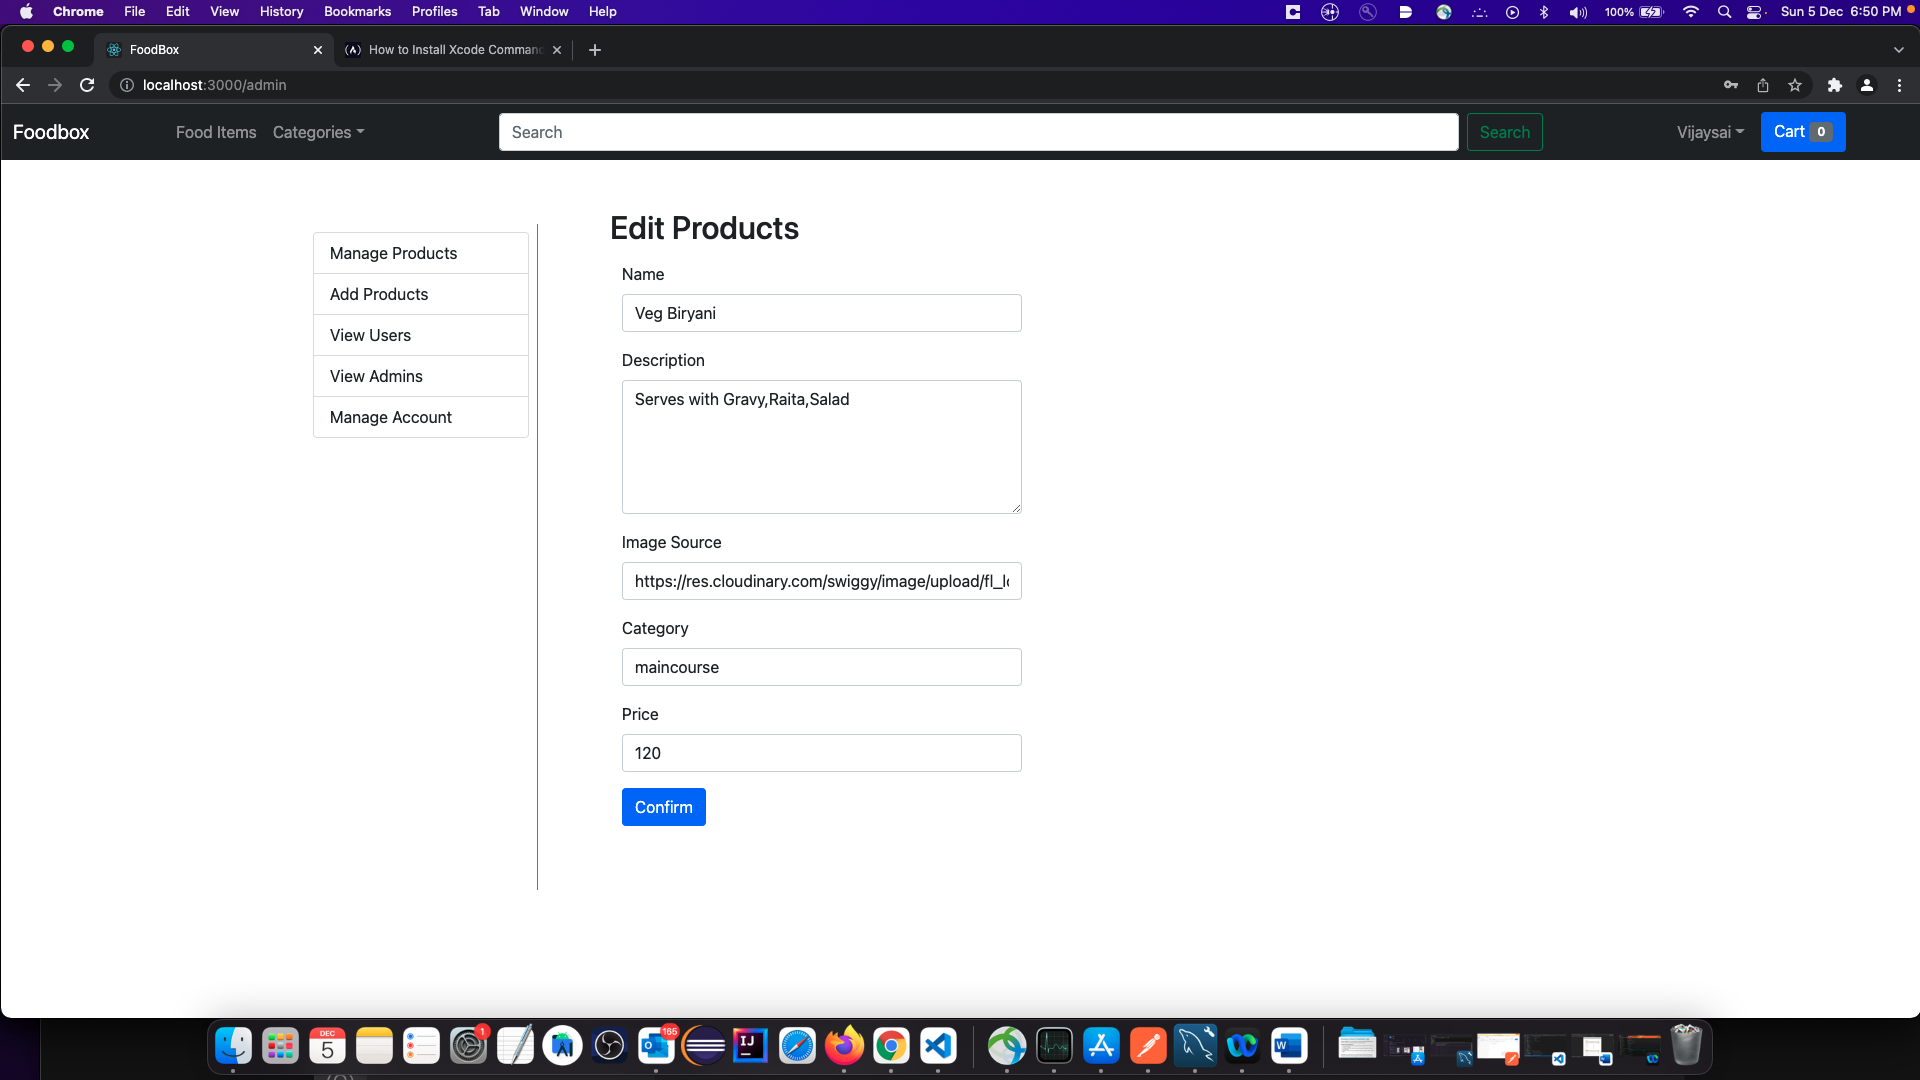 Chrome File Edit View History Bookmarks Profiles Tab Window Help 100% Sun 5 Dec 6:50 PM
FoodBox How to Install Xcode Comman
localhost:3000/admin
Foodbox Food Items Categories Search Search Vijaysai Cart 0
Edit Products
Manage Products
Add Products
View Users
View Admins
Manage Account
Name
Veg Biryani
Description
Serves with Gravy,Raita,Salad
Image Source
https://res.cloudinary.com/swiggy/image/upload/fl_lo
Category
maincourse
Price
120
Confirm
DEC
5
1
165
IJ
W